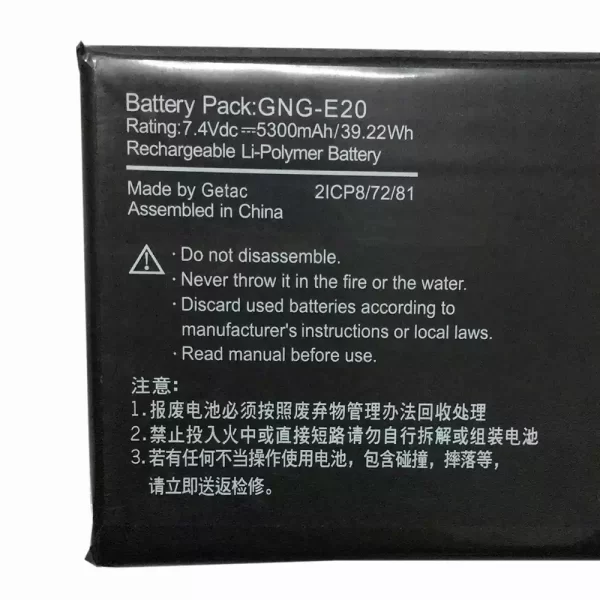 Battery Pack:GNG-E20
Rating:7.4Vdc⎓5300mAh/39.22Wh
Rechargeable Li-Polymer Battery
Made by Getac 2ICP8/72/81
Assembled in China
· Do not disassemble.
· Never throw it in the fire or the water.
· Discard used batteries according to
manufacturer's instructions or local laws.
· Read manual before use.
注意:
1.报废电池必须按照废弃物管理办法回收处理
2.禁止投入火中或直接短路请勿自行拆解或组装电池
3.若有任何不当操作使用电池，包含碰撞，摔落等，
请立即送返检修。